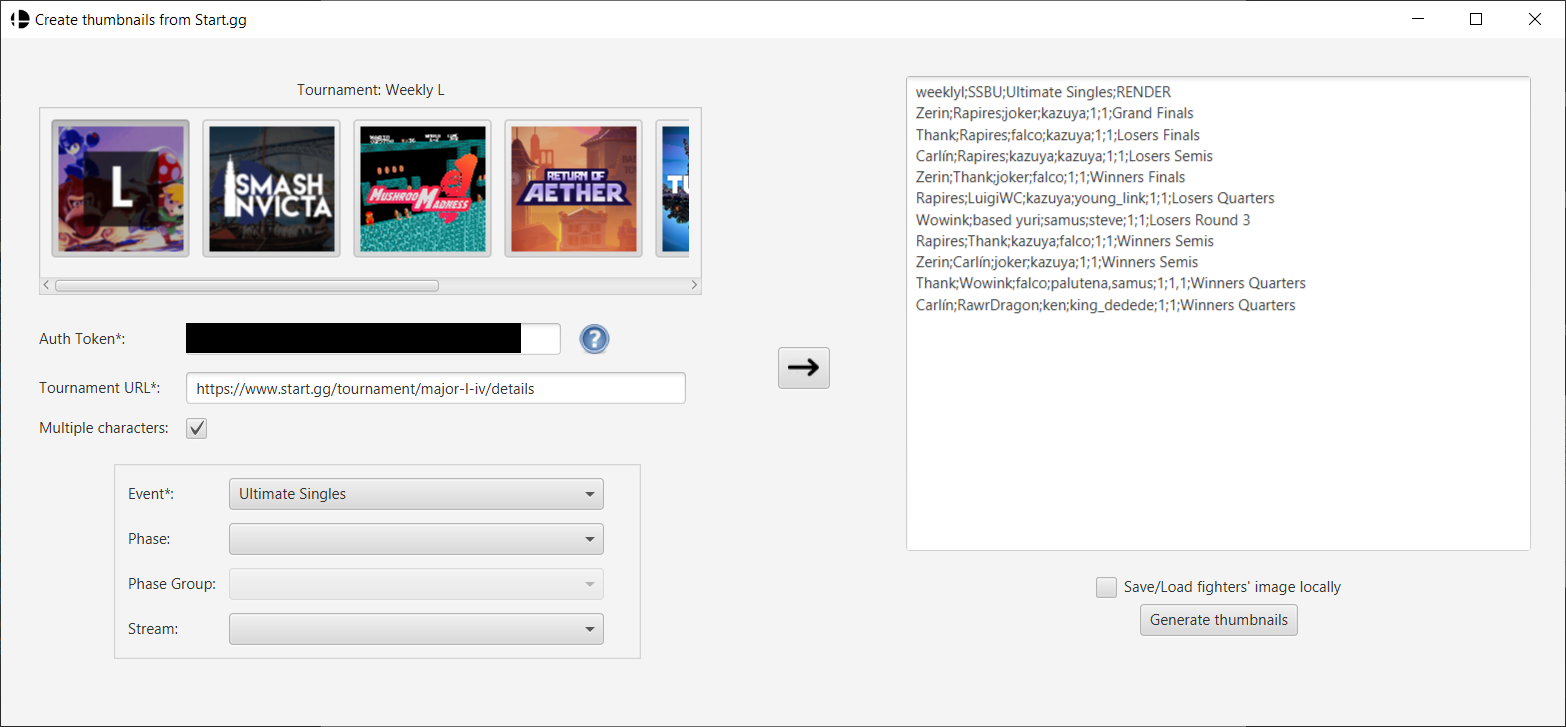 Create thumbnails from Start.gg
Tournament: Weekly L
L
SMASH
INVICTA
MUSHROOM
MADNESS
RETURN OF
AETHER
Auth Token*:
?
Tournament URL*:
https://www.start.gg/tournament/major-l-iv/details
Multiple characters:
Event*:
Ultimate Singles
Phase:
Phase Group:
Stream:
weeklyl;SSBU;Ultimate Singles;RENDER
Zerin;Rapires;joker;kazuya;1;1;Grand Finals
Thank;Rapires;falco;kazuya;1;1;Losers Finals
Carlín;Rapires;kazuya;kazuya;1;1;Losers Semis
Zerin;Thank;joker;falco;1;1;Winners Finals
Rapires;LuigiWC;kazuya;young_link;1;1;Losers Quarters
Wowink;based yuri;samus;steve;1;1;Losers Round 3
Rapires;Thank;kazuya;falco;1;1;Winners Semis
Zerin;Carlín;joker;kazuya;1;1;Winners Semis
Thank;Wowink;falco;palutena,samus;1;1,1;Winners Quarters
Carlín;RawrDragon;ken;king_dedede;1;1;Winners Quarters
Save/Load fighters' image locally
Generate thumbnails